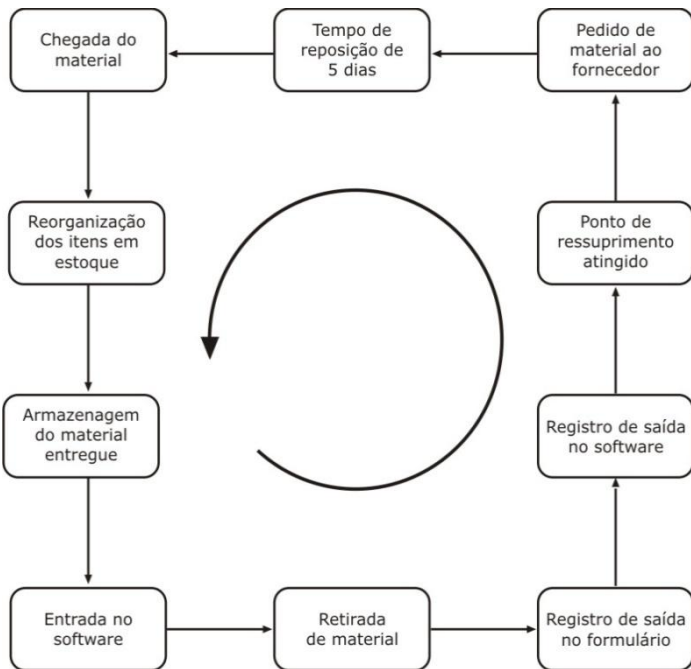 Chegada do
material
Tempo de
reposição de
5 dias
Pedido de
material ao
fornecedor
Reorganização
dos itens em
estoque
Ponto de
ressuprimento
atingido
Armazenagem
do material
entregue
Registro de saída
no software
Entrada no
software
Retirada
de material
Registro de saída
no formulário